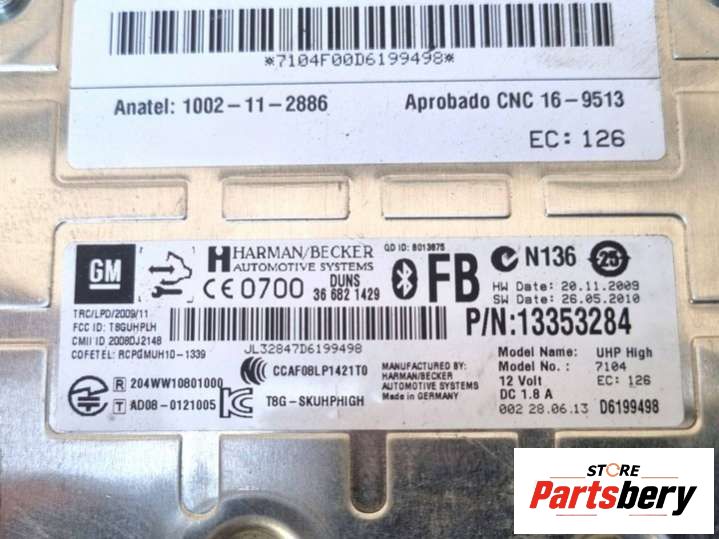 *7104F00D6199498*
Anatel: 1002-11-2886
Aprobado CNC 16-9513
EC: 126
GM
HARMAN/BECKER
AUTOMOTIVE SYSTEMS
QD ID: B013875
N136
25
CE 0700
DUNS
36 682 1429
FB
HW Date: 20.11.2009
SW Date: 26.05.2010
TRC/LPD/2009/11
FCC ID: T8GUHPLH
CMII ID 2008DJ2148
COFETEL: RCPGMUH10-1339
P/N:13353284
JL32847D6199498
R 204WW10801000
T AD08-0121005
CCAF08LP1421T0
T8G-SKUHPHIGH
MANUFACTURED BY:
HARMAN/BECKER
AUTOMOTIVE SYSTEMS
Made in GERMANY
Model Name: UHP High
Model No.: 7104
12 Volt EC: 126
DC 1.8 A
002 28.06.13 D6199498
STORE
Partsbery